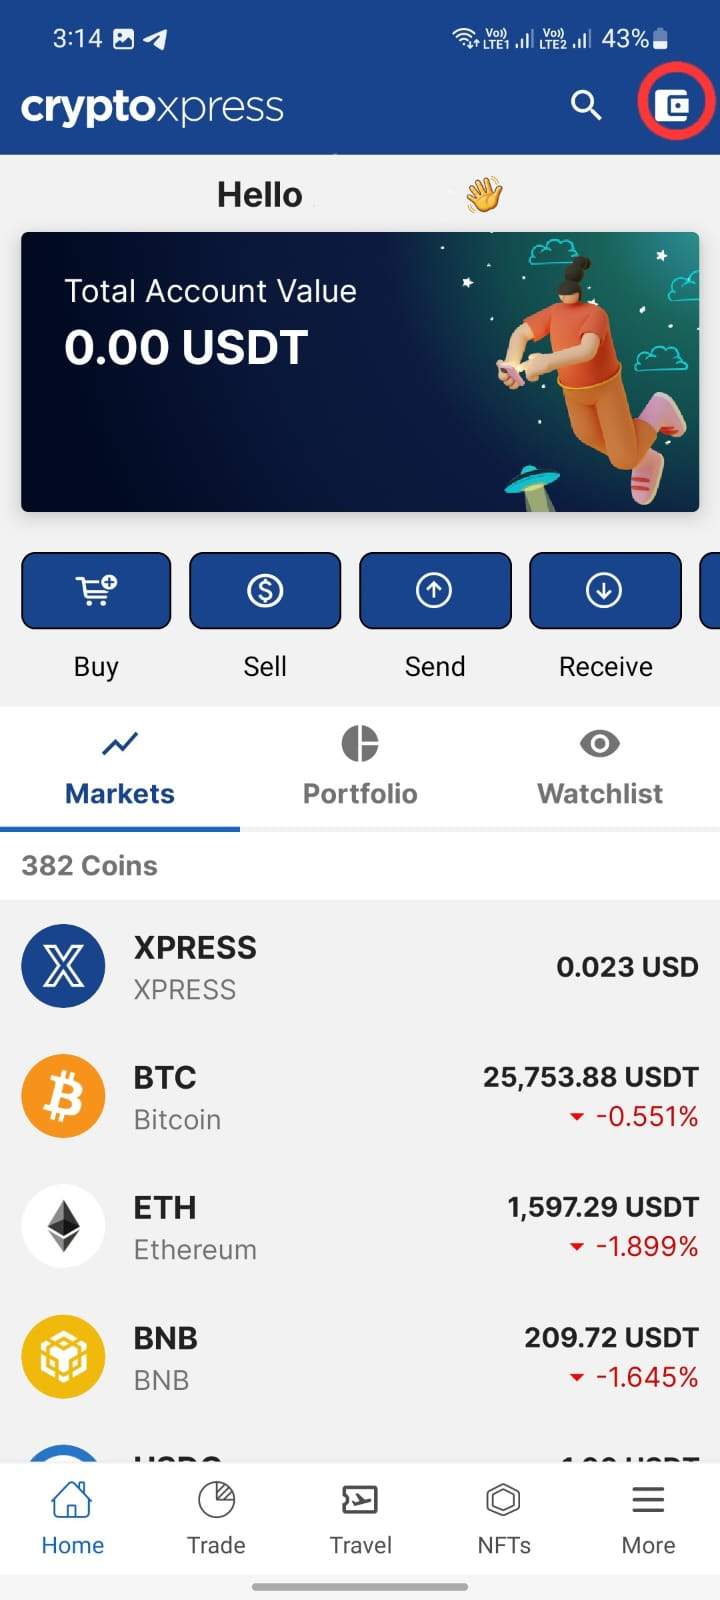 3:14 Vo)) LTE1 Vo)) LTE2 43%
cryptoxpress
Hello
Total Account Value
0.00 USDT
Buy Sell Send Receive
Markets Portfolio Watchlist
382 Coins
XPRESS
XPRESS
0.023 USD
BTC
Bitcoin
25,753.88 USDT
-0.551%
ETH
Ethereum
1,597.29 USDT
-1.899%
BNB
BNB
209.72 USDT
-1.645%
Home Trade Travel NFTs More